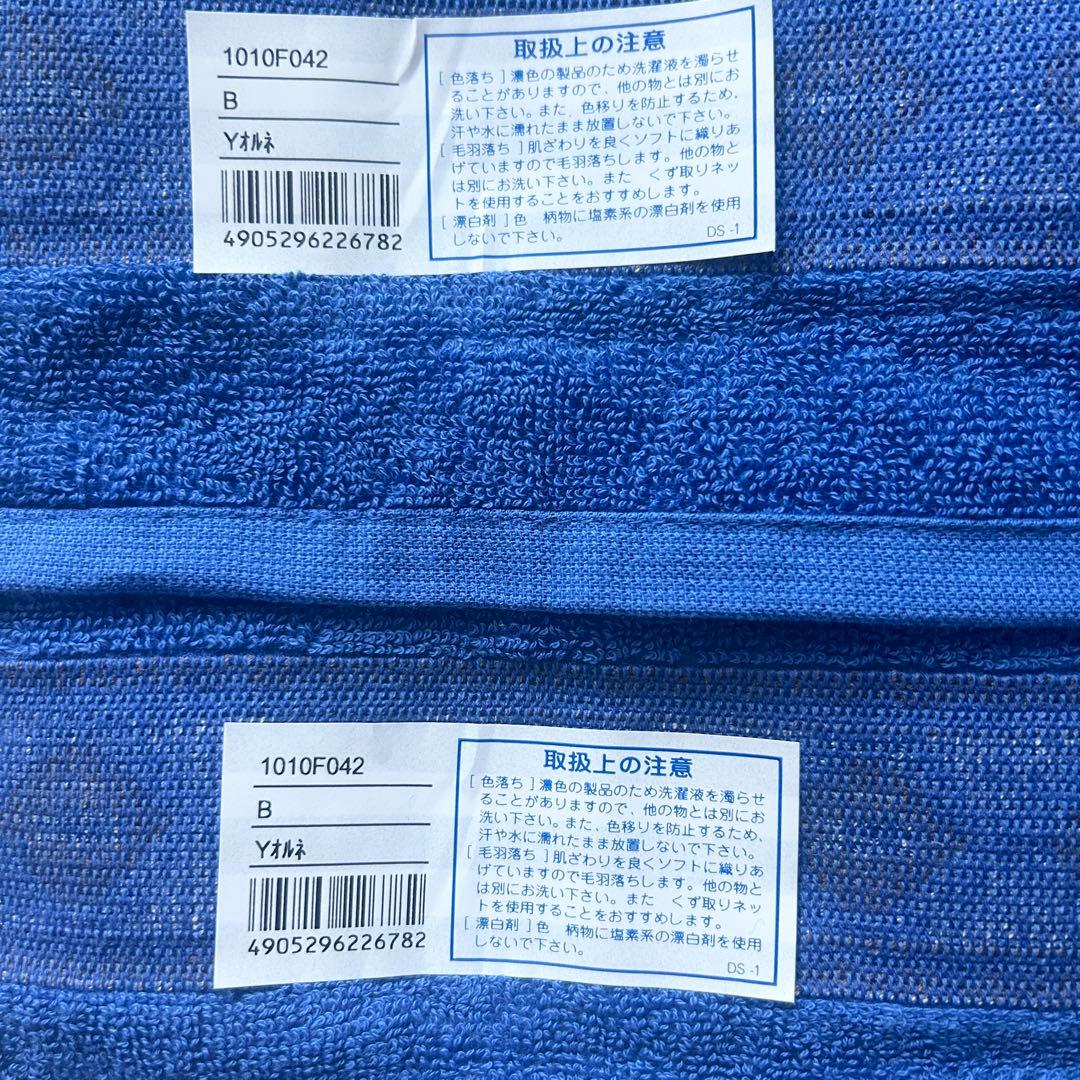 1010F042
B
Yオルネ
4905296226782
取扱上の注意
[ 色落ち ] 濃色の製品のため洗濯液を濁らせ
ることがありますので、他の物とは別にお
洗い下さい。また、色移りを防止するため、
汗や水に濡れたまま放置しないで下さい。
[ 毛羽落ち ] 肌ざわりを良くソフトに織りあ
げていますので毛羽落ちします。他の物と
は別にお洗い下さい。また くず取りネッ
トを使用することをおすすめします。
[ 漂白剤 ] 色 柄物に塩素系の漂白剤を使用
しないで下さい。
DS -1
1010F042
B
Yオルネ
4905296226782
取扱上の注意
[ 色落ち ] 濃色の製品のため洗濯液を濁らせ
ることがありますので、他の物とは別にお
洗い下さい。また、色移りを防止するため、
汗や水に濡れたまま放置しないで下さい。
[ 毛羽落ち ] 肌ざわりを良くソフトに織りあ
げていますので毛羽落ちします。他の物と
は別にお洗い下さい。また くず取りネッ
トを使用することをおすすめします。
[ 漂白剤 ] 色 柄物に塩素系の漂白剤を使用
しないで下さい。
DS -1